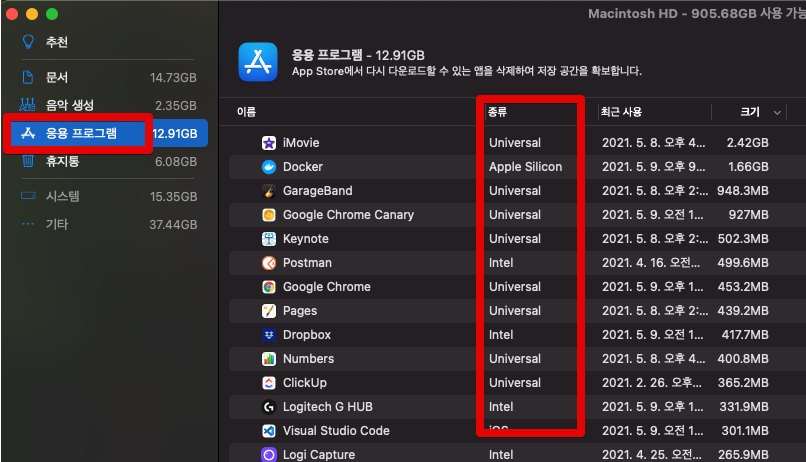 Macintosh HD - 905.68GB 사용 가능
추천
문서 14.73GB
음악 생성 2.35GB
응용 프로그램 12.91GB
휴지통 6.08GB
시스템 15.35GB
기타 37.44GB
응용 프로그램 - 12.91GB
App Store에서 다시 다운로드할 수 있는 앱을 삭제하여 저장 공간을 확보합니다.
이름 종류 최근 사용 크기
iMovie Universal 2021. 5. 8. 오후 4... 2.42GB
Docker Apple Silicon 2021. 5. 9. 오후 9... 1.66GB
GarageBand Universal 2021. 5. 8. 오후 2:... 948.3MB
Google Chrome Canary Universal 2021. 5. 9. 오전 1... 927MB
Keynote Universal 2021. 5. 8. 오후 2:... 502.3MB
Postman Intel 2021. 4. 16. 오전... 499.6MB
Google Chrome Universal 2021. 5. 9. 오후 1... 453.2MB
Pages Universal 2021. 5. 8. 오후 2:... 439.2MB
Dropbox Intel 2021. 5. 9. 오전 1... 417.7MB
Numbers Universal 2021. 5. 8. 오후 4... 400.8MB
ClickUp Universal 2021. 2. 26. 오후... 365.2MB
Logitech G HUB Intel 2021. 5. 9. 오후 1... 331.9MB
Visual Studio Code iOS 2021. 5. 9. 오후 1... 301.1MB
Logi Capture Intel 2021. 4. 25. 오전... 265.9MB